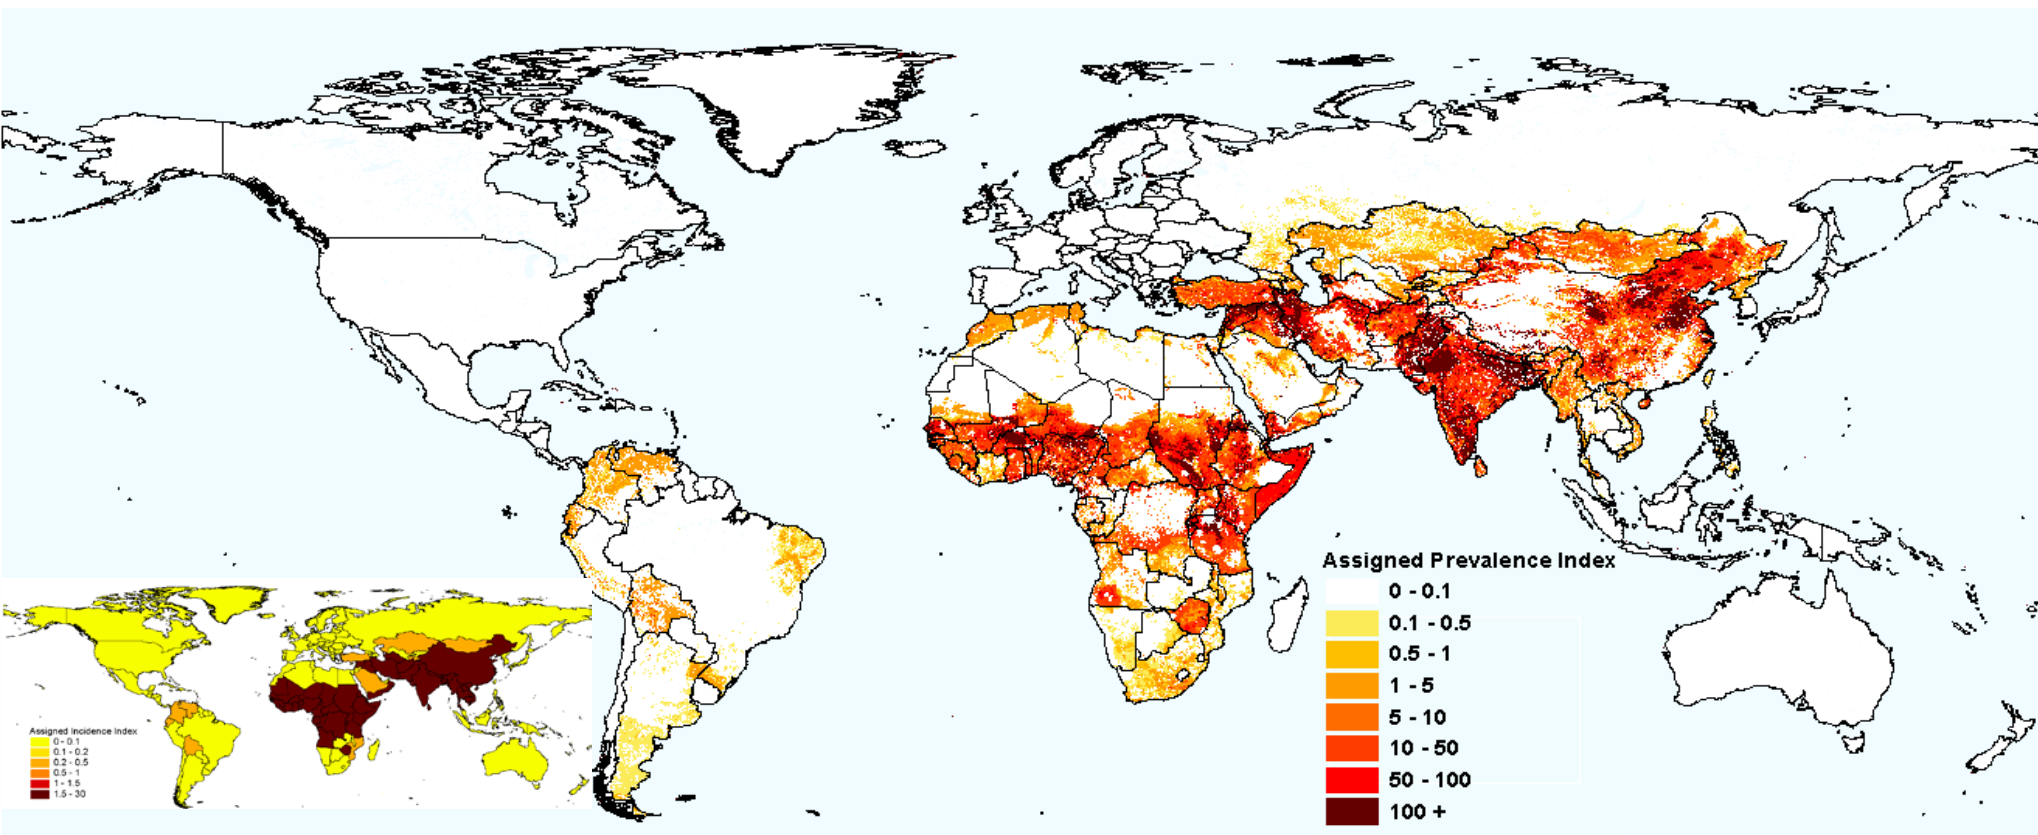 Assigned Prevalence Index
0 - 0.1
0.1 - 0.5
0.5 - 1
1 - 5
5 - 10
10 - 50
50 - 100
100 +
Assigned Incidence Index
0 - 0.1
0.1 - 0.2
0.2 - 0.5
0.5 - 1
1 - 1.5
1.5 - 30